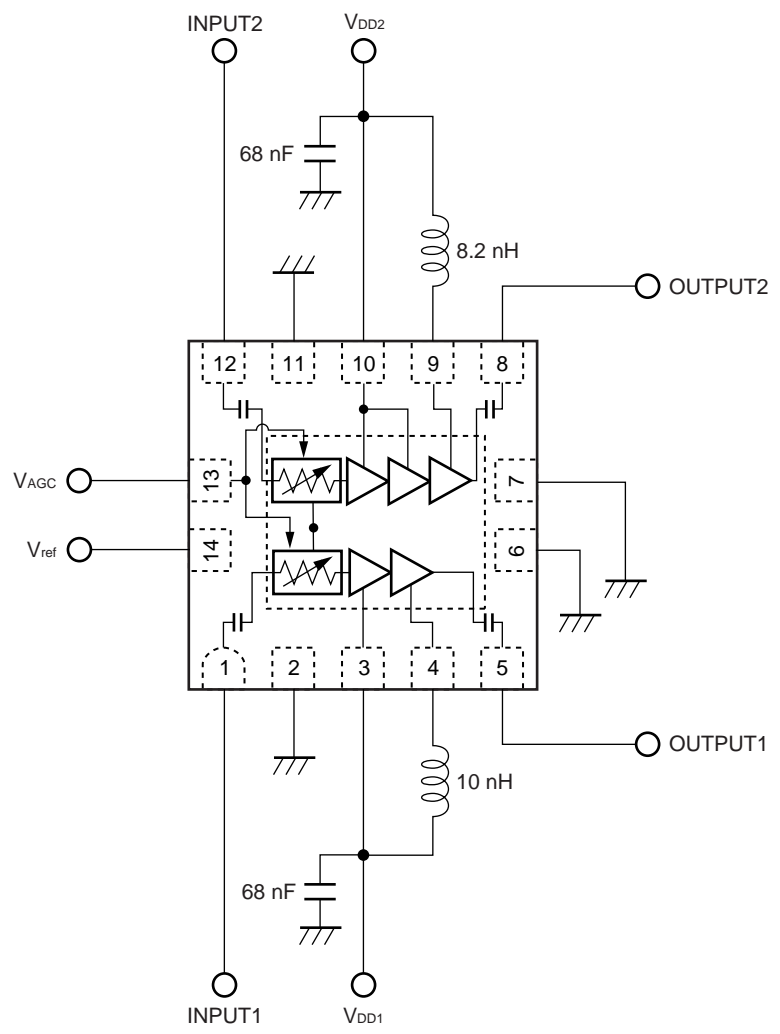 INPUT2
VDD2
68 nF
8.2 nH
OUTPUT2
12
11
10
9
8
VAGC
13
7
Vref
14
6
1
2
3
4
5
OUTPUT1
10 nH
68 nF
INPUT1
VDD1